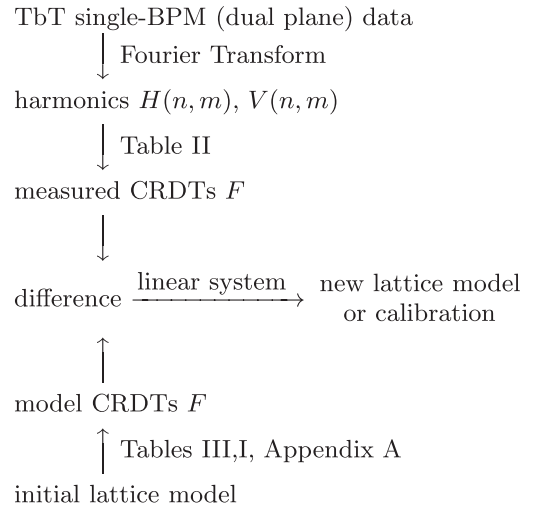 TbT single-BPM (dual plane) data
Fourier Transform
harmonics H(n, m), V(n, m)
Table II
measured CRDTs F
difference
linear system
new lattice model
or calibration
model CRDTs F
Tables III,I, Appendix A
initial lattice model